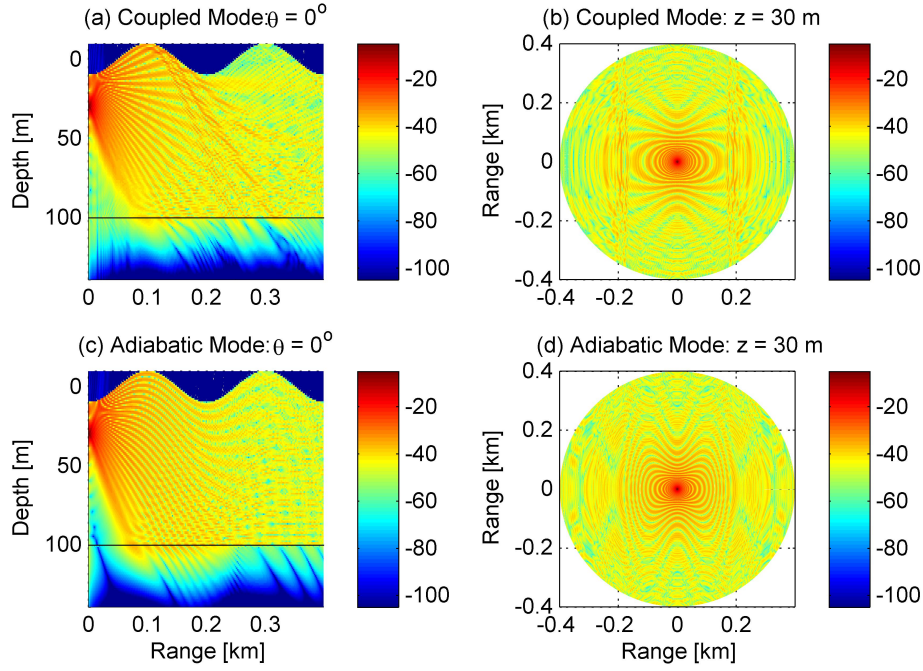 (a) Coupled Mode:θ = 0°
(b) Coupled Mode: z = 30 m
Depth [m]
0
50
100
0 0.1 0.2 0.3
-20
-40
-60
-80
-100
Range [km]
0.4
0.2
0
-0.2
-0.4
-0.4 -0.2 0 0.2
-20
-40
-60
-80
-100
(c) Adiabatic Mode:θ = 0°
(d) Adiabatic Mode: z = 30 m
Depth [m]
0
50
100
0 0.1 0.2 0.3
Range [km]
-20
-40
-60
-80
-100
Range [km]
0.4
0.2
0
-0.2
-0.4
-0.4 -0.2 0 0.2
Range [km]
-20
-40
-60
-80
-100